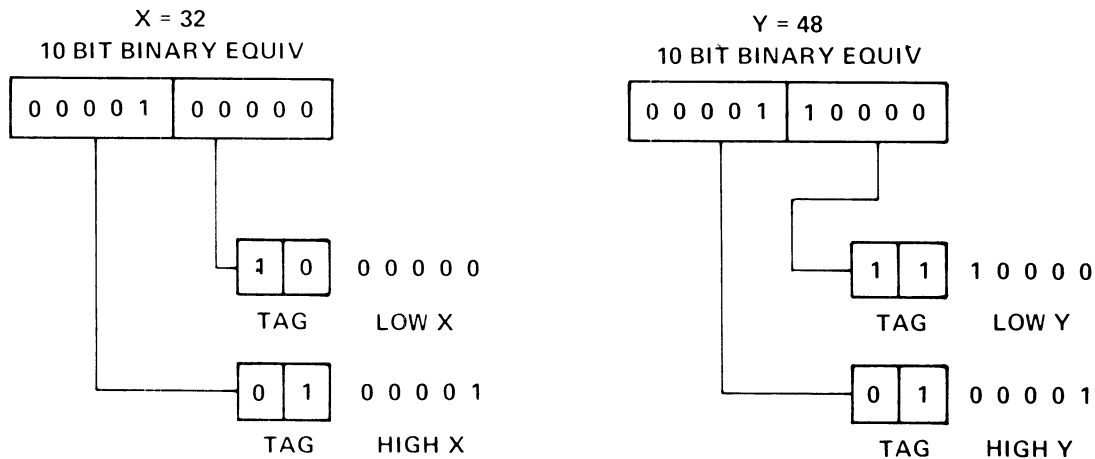 X = 32
10 BIT BINARY EQUIV
0 0 0 0 1 0 0 0 0 0
1 0 0 0 0 0 0
TAG LOW X
0 1 0 0 0 0 1
TAG HIGH X
Y = 48
10 BIT BINARY EQUIV
0 0 0 0 1 1 0 0 0 0
1 1 1 0 0 0 0
TAG LOW Y
0 1 0 0 0 0 1
TAG HIGH Y